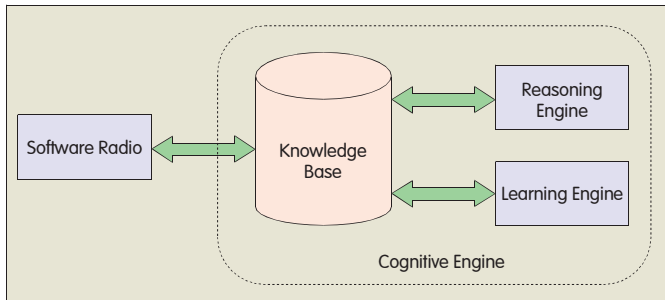 Software Radio
Knowledge
Base
Reasoning
Engine
Learning Engine
Cognitive Engine